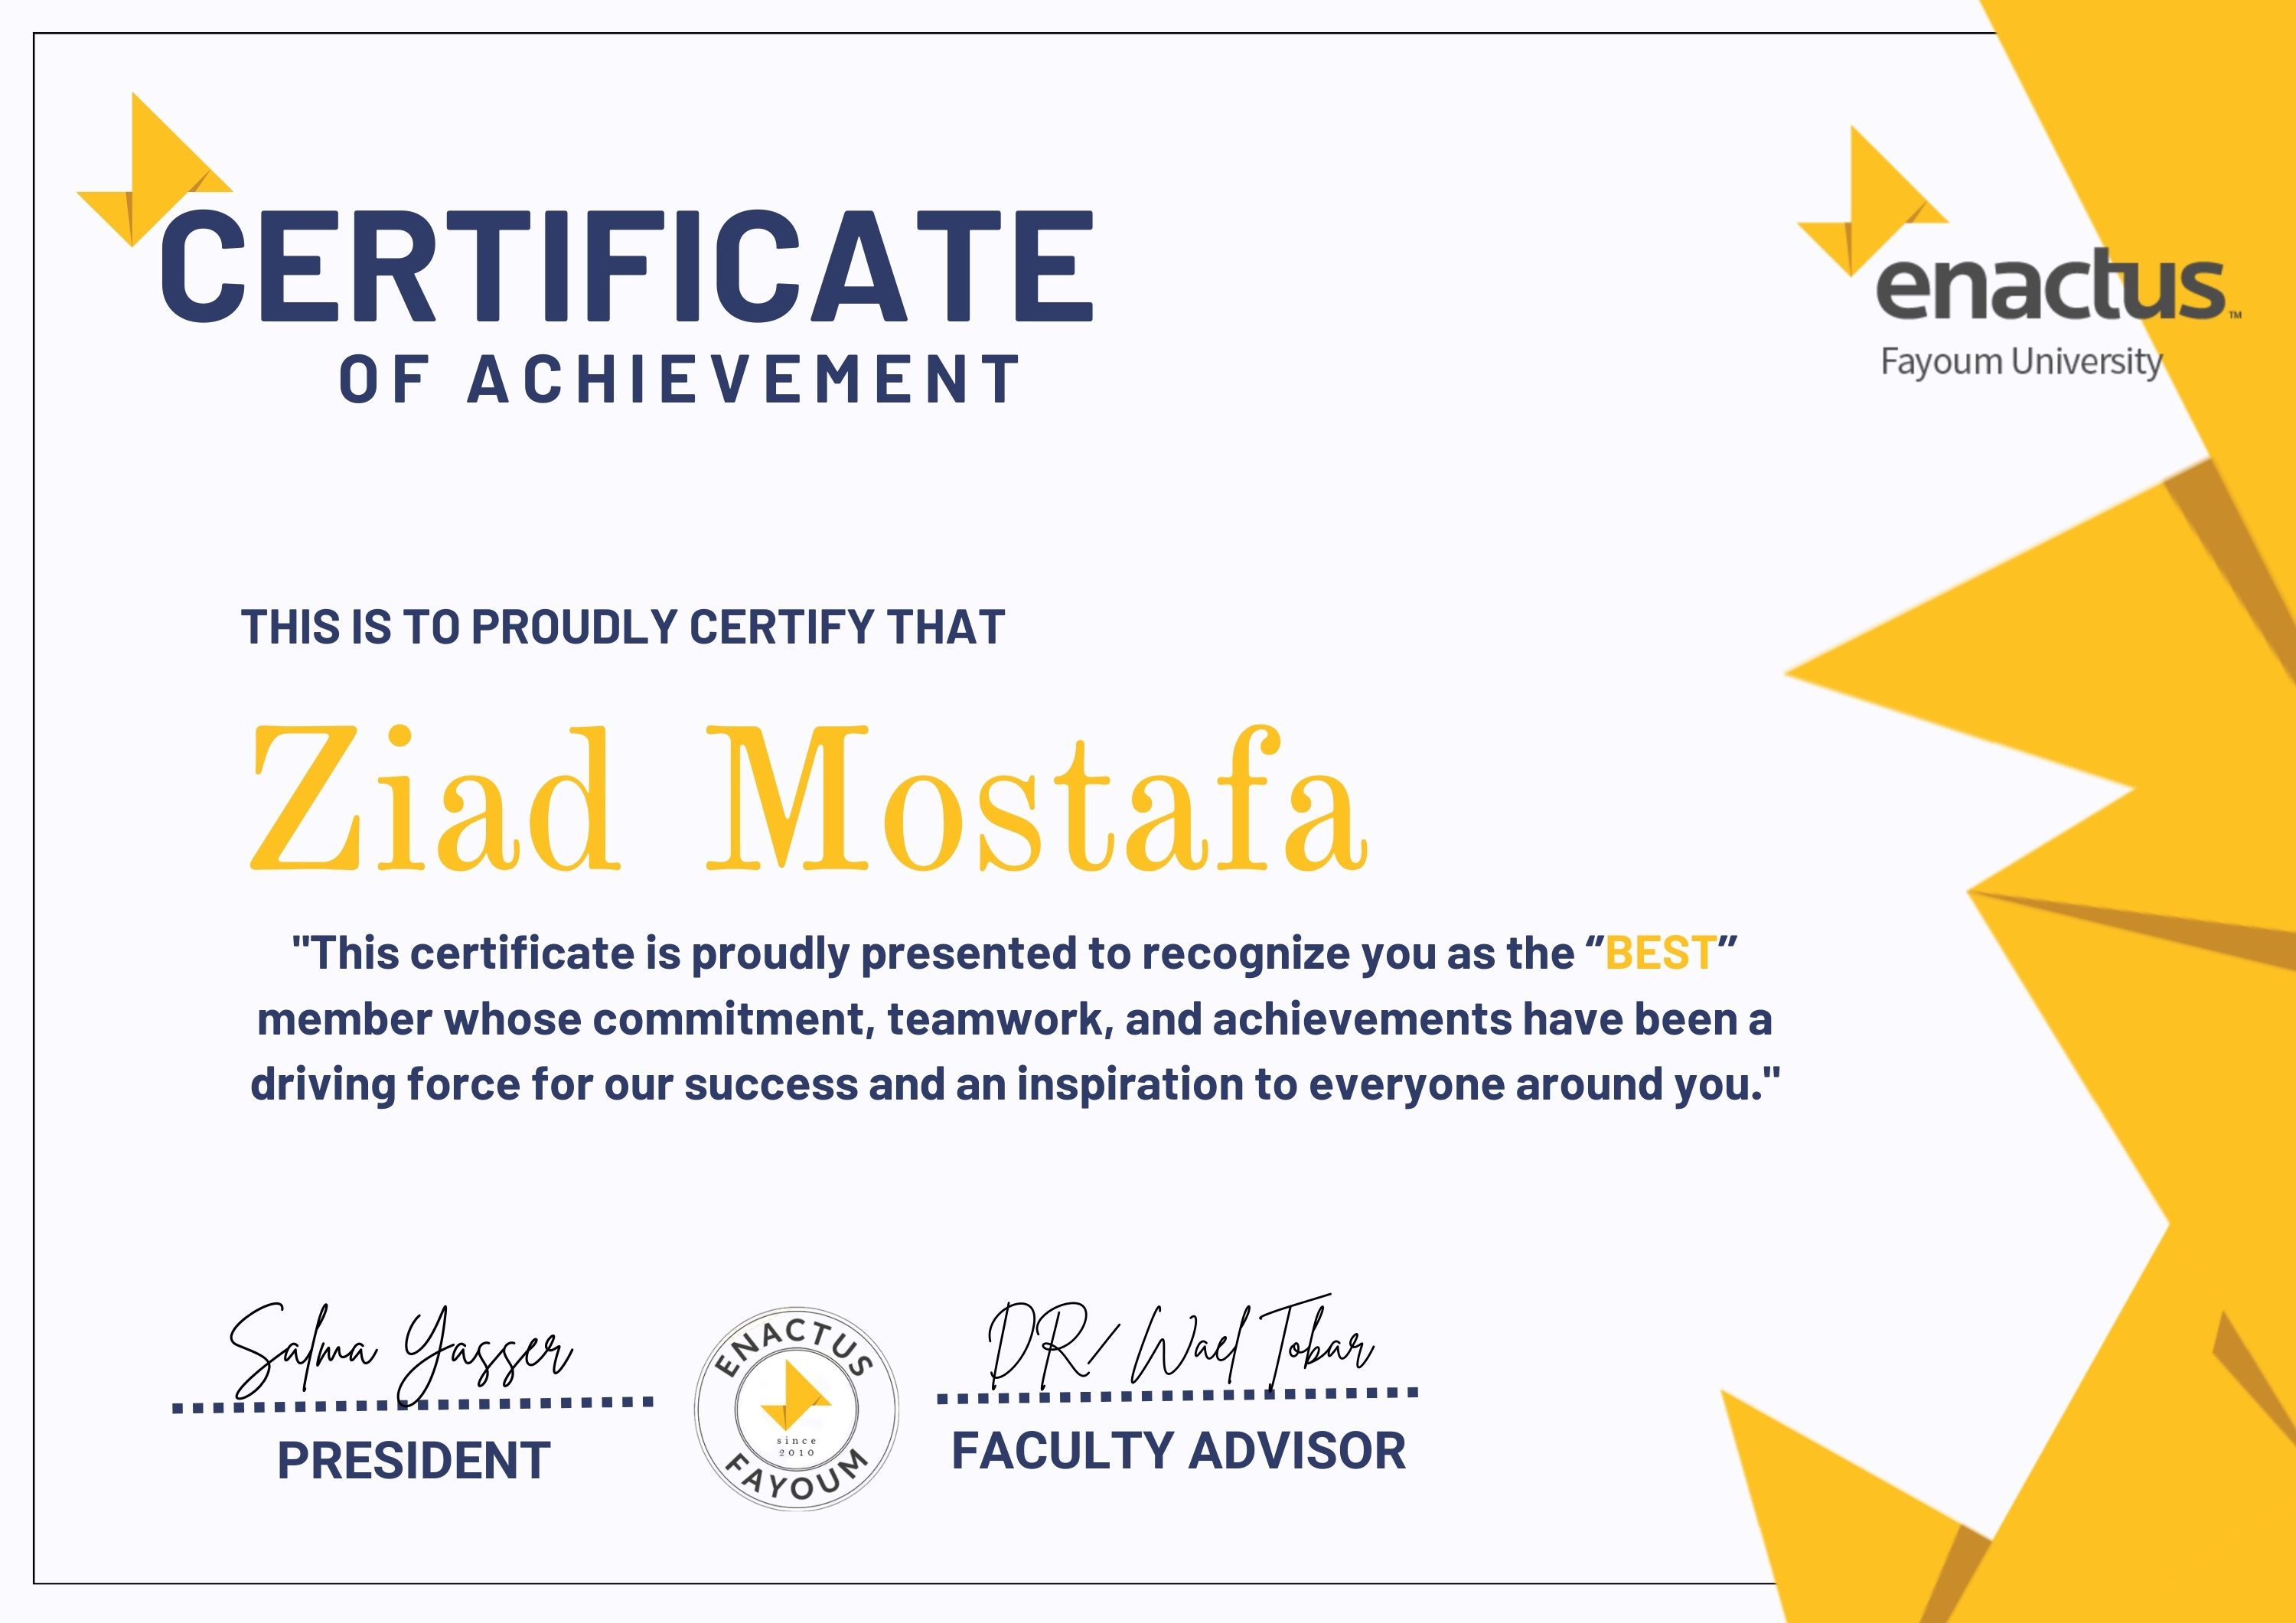 CERTIFICATE
OF ACHIEVEMENT
enactus™
Fayoum University
THIS IS TO PROUDLY CERTIFY THAT
Ziad Mostafa
"This certificate is proudly presented to recognize you as the “BEST”
member whose commitment, teamwork, and achievements have been a
driving force for our success and an inspiration to everyone around you."
Salma Yasser
PRESIDENT
ENACTUS
since
2010
FAYOUM
DR/ Wael Tobar
FACULTY ADVISOR